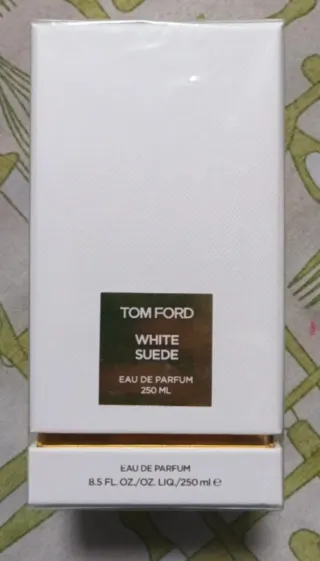 TOM FORD
WHITE
SUEDE
EAU DE PARFUM
250 ML
EAU DE PARFUM
8.5 FL. OZ./OZ. LIQ./250 ml ℮